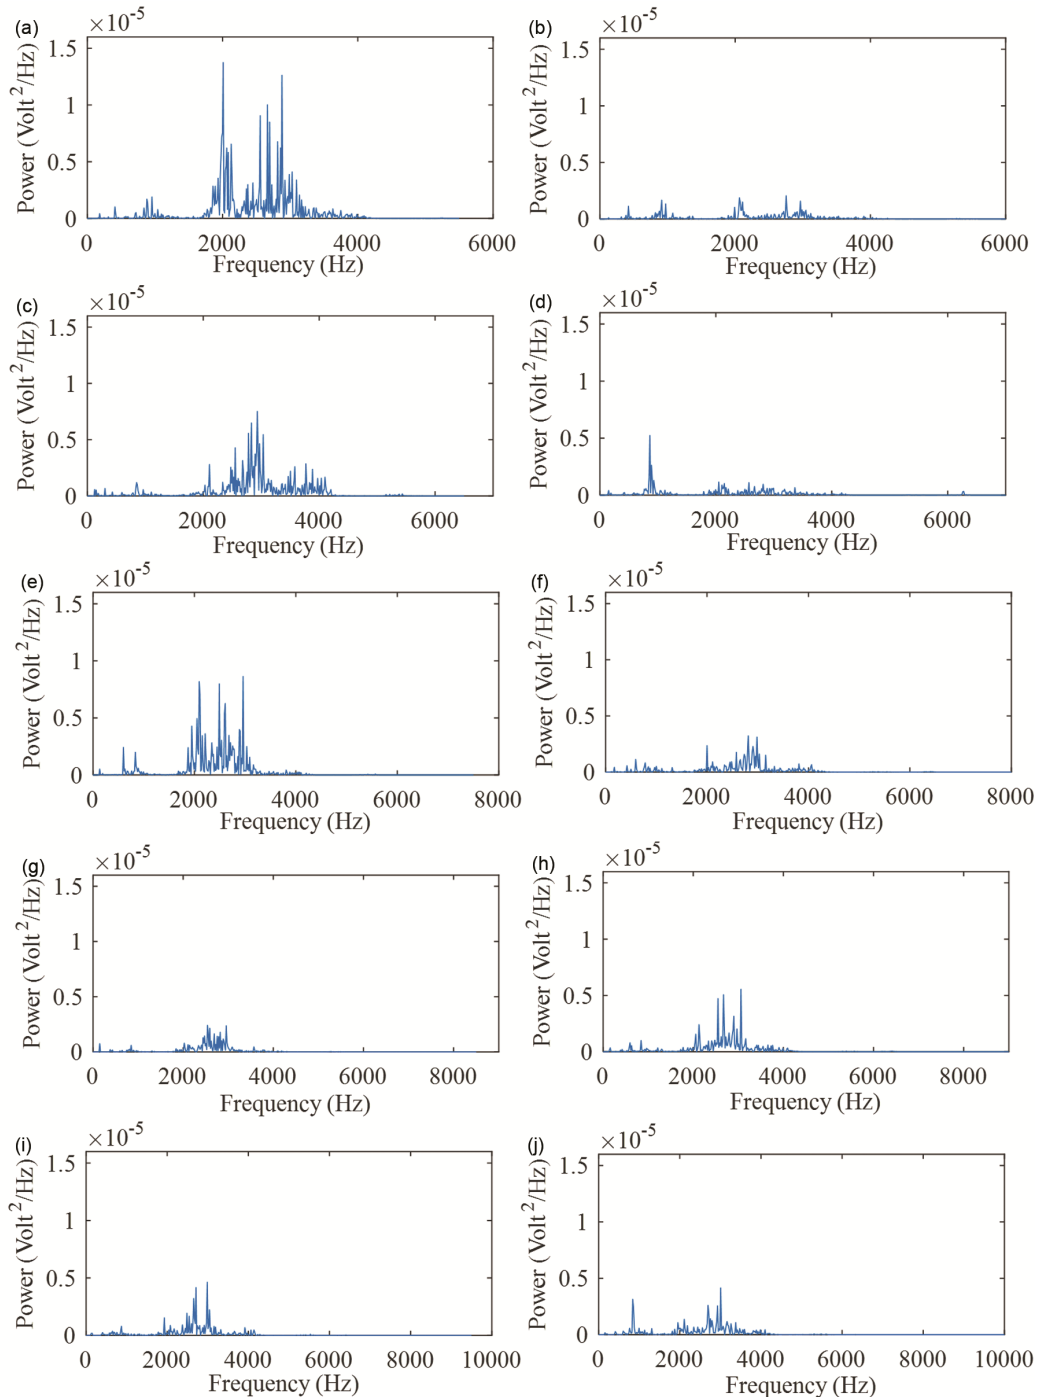 (a) ×10^-5 (b) ×10^-5
Power (Volt^2/Hz) 1.5 1 0.5 0 Power (Volt^2/Hz) 1.5 1 0.5 0
0 2000 4000 6000 0 2000 4000 6000
Frequency (Hz) Frequency (Hz)
(c) ×10^-5 (d) ×10^-5
Power (Volt^2/Hz) 1.5 1 0.5 0 Power (Volt^2/Hz) 1.5 1 0.5 0
0 2000 4000 6000 0 2000 4000 6000
Frequency (Hz) Frequency (Hz)
(e) ×10^-5 (f) ×10^-5
Power (Volt^2/Hz) 1.5 1 0.5 0 Power (Volt^2/Hz) 1.5 1 0.5 0
0 2000 4000 6000 8000 0 2000 4000 6000 8000
Frequency (Hz) Frequency (Hz)
(g) ×10^-5 (h) ×10^-5
Power (Volt^2/Hz) 1.5 1 0.5 0 Power (Volt^2/Hz) 1.5 1 0.5 0
0 2000 4000 6000 8000 0 2000 4000 6000 8000
Frequency (Hz) Frequency (Hz)
(i) ×10^-5 (j) ×10^-5
Power (Volt^2/Hz) 1.5 1 0.5 0 Power (Volt^2/Hz) 1.5 1 0.5 0
0 2000 4000 6000 8000 10000 0 2000 4000 6000 8000 10000
Frequency (Hz) Frequency (Hz)